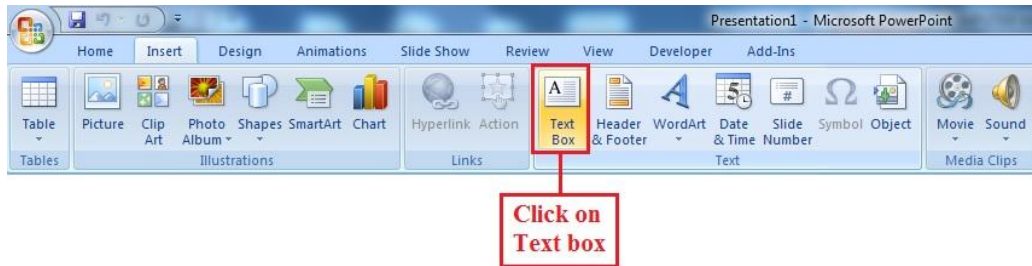 Presentation1 - Microsoft PowerPoint
Home Insert Design Animations Slide Show Review View Developer Add-Ins
Table Picture Clip Art Photo Album Shapes SmartArt Chart Hyperlink Action Text Box Header & Footer WordArt Date & Time Slide Number Symbol Object Movie Sound
Tables Illustrations Links Text Media Clips
Click on
Text box